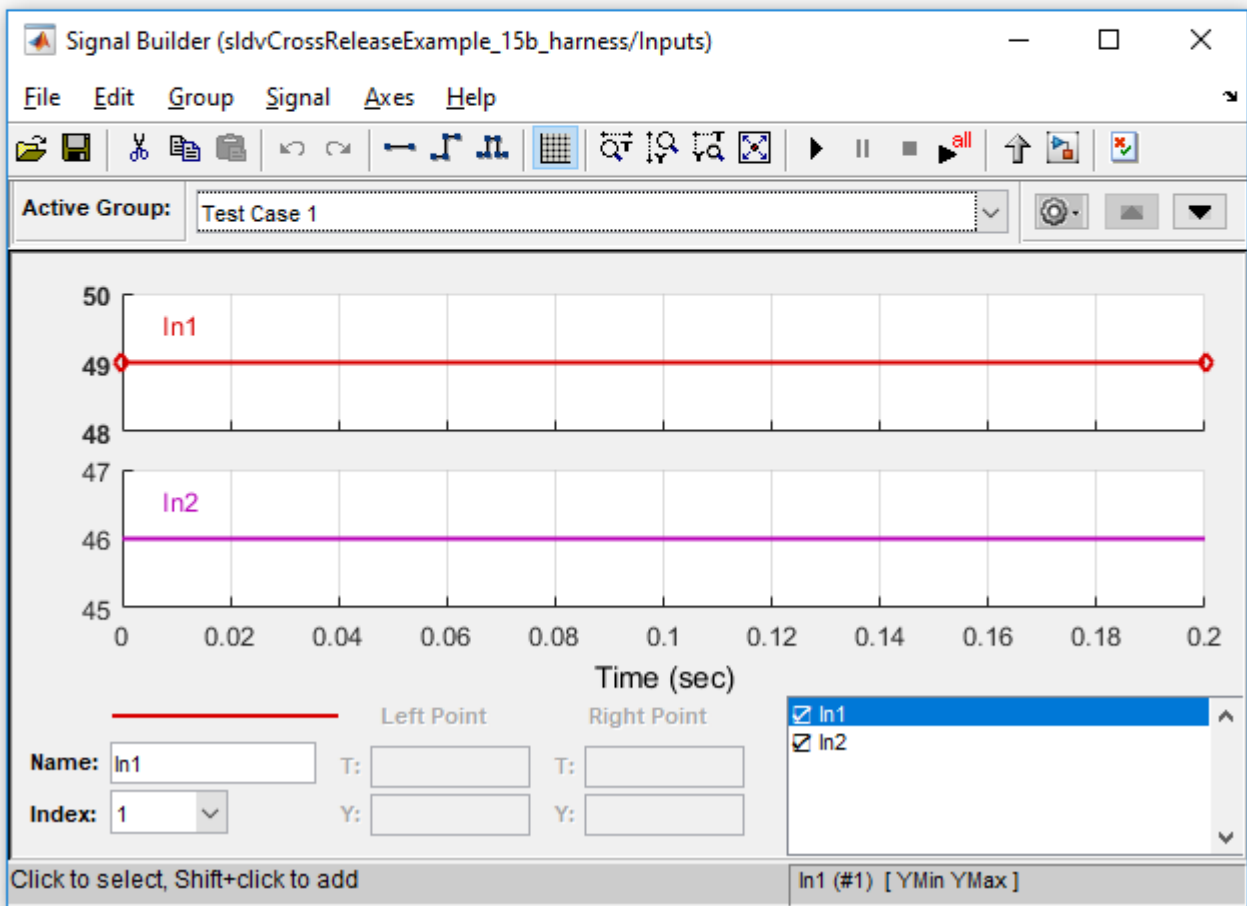 Signal Builder (sldvCrossReleaseExample_15b_harness/Inputs)
File Edit Group Signal Axes Help
all
Active Group: Test Case 1
50
In1
49
48
47
In2
46
45
0 0.02 0.04 0.06 0.08 0.1 0.12 0.14 0.16 0.18 0.2
Time (sec)
Left Point Right Point
In1
In2
Name: In1 T: T:
Index: 1 Y: Y:
Click to select, Shift+click to add In1 (#1) [ YMin YMax ]